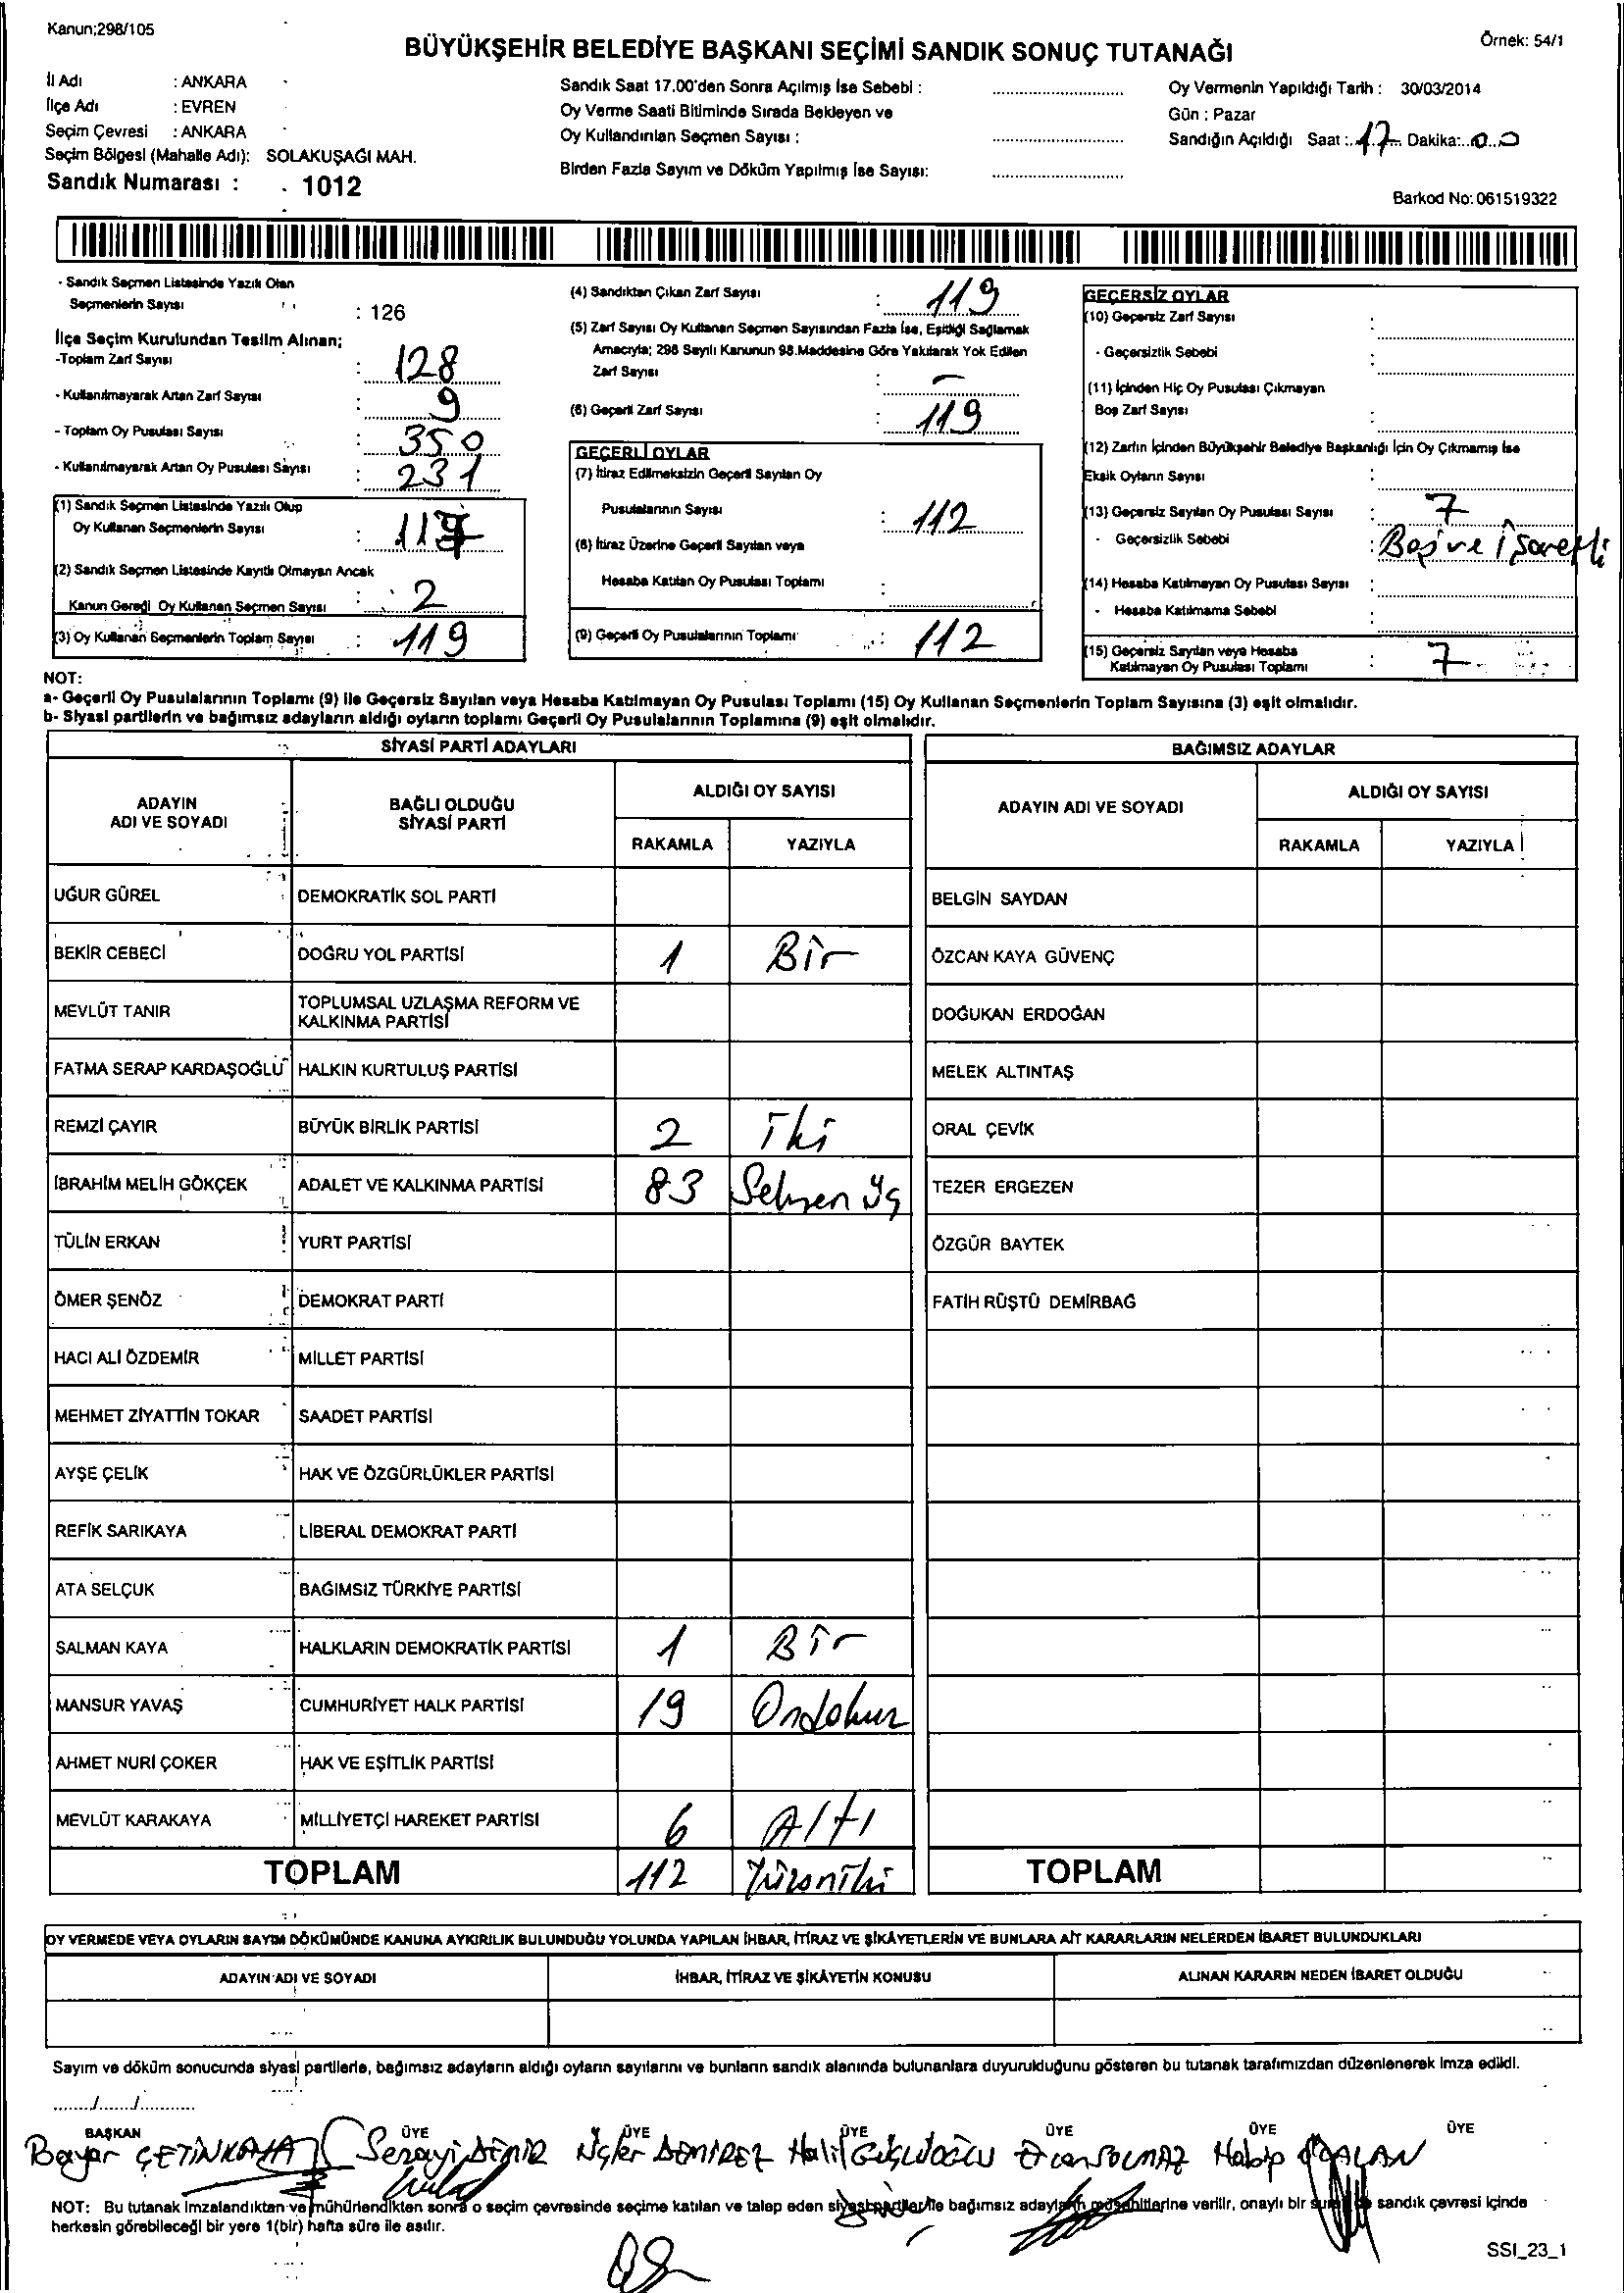 Kanun;298/105
Örnek: 54/1
BÜYÜKŞEHİR BELEDİYE BAŞKANI SEÇİMİ SANDIK SONUÇ TUTANAĞI
İl Adı : ANKARA
İlçe Adı : EVREN
Seçim Çevresi : ANKARA
Seçim Bölgesi (Mahalle Adı): SOLAKUŞAĞI MAH.
Sandık Numarası : 1012
Sandık Saat 17.00'den Sonra Açılmış İse Sebebi :
Oy Verme Saati Bitiminde Sırada Bekleyen ve
Oy Kullandırılan Seçmen Sayısı :
Birden Fazla Sayım ve Döküm Yapılmış İse Sayısı:
Oy Vermenin Yapıldığı Tarih : 30/03/2014
Gün : Pazar
Sandığın Açıldığı Saat : 17 Dakika: 00
Barkod No: 061519322
- Sandık Seçmen Listesinde Yazılı Olan
Seçmenlerin Sayısı : 126
İlçe Seçim Kurulundan Teslim Alınan;
-Toplam Zarf Sayısı : 128
- Kullanılmayarak Artan Zarf Sayısı : 9
- Toplam Oy Pusulası Sayısı : 350
- Kullanılmayarak Artan Oy Pusulası Sayısı : 231
(1) Sandık Seçmen Listesinde Yazılı Olup
Oy Kullanan Seçmenlerin Sayısı : 117
(2) Sandık Seçmen Listesinde Kayıtlı Olmayan Ancak
Kanun Gereği Oy Kullanan Seçmen Sayısı : 2
(3) Oy Kullanan Seçmenlerin Toplam Sayısı : 119
(4) Sandıktan Çıkan Zarf Sayısı : 119
(5) Zarf Sayısı Oy Kullanan Seçmen Sayısından Fazla İse, Eşitliği Sağlamak
Amacıyla; 298 Sayılı Kanunun 98.Maddesine Göre Yakılarak Yok Edilen
Zarf Sayısı : -
(6) Geçerli Zarf Sayısı : 119
GEÇERLİ OYLAR
(7) İtiraz Edilmeksizin Geçerli Sayılan Oy
Pusulalarının Sayısı : 112
(8) İtiraz Üzerine Geçerli Sayılan veya
Hesaba Katılan Oy Pusulası Toplamı :
(9) Geçerli Oy Pusulalarının Toplamı : 112
GEÇERSİZ OYLAR
(10) Geçersiz Zarf Sayısı :
- Geçersizlik Sebebi :
(11) İçinden Hiç Oy Pusulası Çıkmayan
Boş Zarf Sayısı :
(12) Zarfın İçinden Büyükşehir Belediye Başkanlığı İçin Oy Çıkmamış İse
Eksik Oyların Sayısı :
(13) Geçersiz Sayılan Oy Pusulası Sayısı : 7
- Geçersizlik Sebebi : Boş ve İşaretli
(14) Hesaba Katılmayan Oy Pusulası Sayısı :
- Hesaba Katılmama Sebebi :
(15) Geçersiz Sayılan veya Hesaba
Katılmayan Oy Pusulası Toplamı : 7
NOT:
a- Geçerli Oy Pusulalarının Toplamı (9) ile Geçersiz Sayılan veya Hesaba Katılmayan Oy Pusulası Toplamı (15) Oy Kullanan Seçmenlerin Toplam Sayısına (3) eşit olmalıdır.
b- Siyasi partilerin ve bağımsız adayların aldığı oyların toplamı Geçerli Oy Pusulalarının Toplamına (9) eşit olmalıdır.
SİYASİ PARTİ ADAYLARI
ADAYIN ADI VE SOYADI
BAĞLI OLDUĞU SİYASİ PARTİ
ALDIĞI OY SAYISI
RAKAMLA YAZIYLA
UĞUR GÜREL DEMOKRATİK SOL PARTİ
BEKİR CEBECİ DOĞRU YOL PARTİSİ 1 Bir
MEVLÜT TANIR TOPLUMSAL UZLAŞMA REFORM VE KALKINMA PARTİSİ
FATMA SERAP KARDAŞOĞLU HALKIN KURTULUŞ PARTİSİ
REMZİ ÇAYIR BÜYÜK BİRLİK PARTİSİ 2 İki
İBRAHİM MELİH GÖKÇEK ADALET VE KALKINMA PARTİSİ 83 Seksen üç
TÜLİN ERKAN YURT PARTİSİ
ÖMER ŞENÖZ DEMOKRAT PARTİ
HACI ALİ ÖZDEMİR MİLLET PARTİSİ
MEHMET ZİYATTİN TOKAR SAADET PARTİSİ
AYŞE ÇELİK HAK VE ÖZGÜRLÜKLER PARTİSİ
REFİK SARIKAYA LİBERAL DEMOKRAT PARTİ
ATA SELÇUK BAĞIMSIZ TÜRKİYE PARTİSİ
SALMAN KAYA HALKLARIN DEMOKRATİK PARTİSİ 1 Bir
MANSUR YAVAŞ CUMHURİYET HALK PARTİSİ 19 Ondokuz
AHMET NURİ ÇOKER HAK VE EŞİTLİK PARTİSİ
MEVLÜT KARAKAYA MİLLİYETÇİ HAREKET PARTİSİ 6 Altı
TOPLAM 112 Yüzoniki
BAĞIMSIZ ADAYLAR
ADAYIN ADI VE SOYADI
ALDIĞI OY SAYISI
RAKAMLA YAZIYLA
BELGİN SAYDAN
ÖZCAN KAYA GÜVENÇ
DOĞUKAN ERDOĞAN
MELEK ALTINTAŞ
ORAL ÇEVİK
TEZER ERGEZEN
ÖZGÜR BAYTEK
FATİH RÜŞTÜ DEMİRBAĞ
TOPLAM
OY VERMEDE VEYA OYLARIN SAYIM DÖKÜMÜNDE KANUNA AYKIRILIK BULUNDUĞU YOLUNDA YAPILAN İHBAR, İTİRAZ VE ŞİKÂYETLERİN VE BUNLARA AİT KARARLARIN NELERDEN İBARET BULUNDUKLARI
ADAYIN ADI VE SOYADI İHBAR, İTİRAZ VE ŞİKÂYETİN KONUSU ALINAN KARARIN NEDEN İBARET OLDUĞU
Sayım ve döküm sonucunda siyasi partilerle, bağımsız adayların aldığı oyların sayılarını ve bunların sandık alanında bulunanlara duyurulduğunu gösteren bu tutanak tarafımızdan düzenlenerek imza edildi.
......../......../............
BAŞKAN ÜYE ÜYE ÜYE ÜYE ÜYE ÜYE
Bayar ÇETİNKAYA Serayi DEMİR Üçler DEMİREZ Halil Ercan SOLMAZ Habip
NOT: Bu tutanak İmzalandıktan ve mühürlendikten sonra o seçim çevresinde seçime katılan ve talep eden siyasi partiler ile bağımsız adayların müşahitlerine verilir, onaylı bir sureti de sandık çevresi içinde
herkesin görebileceği bir yere 1(bir) hafta süre ile asılır.
SSI_23_1